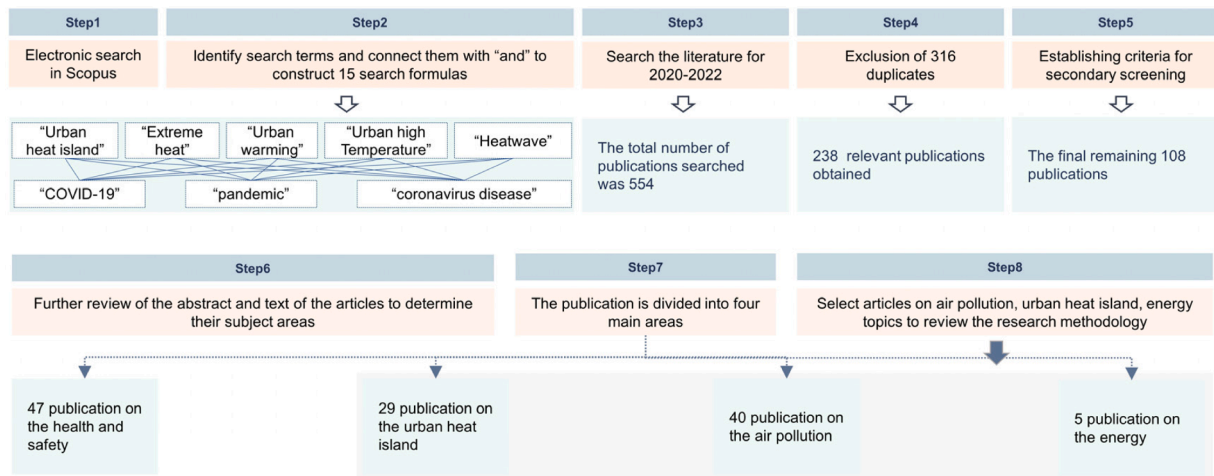 Step1
Step2
Step3
Step4
Step5
Electronic search
in Scopus
Identify search terms and connect them with “and” to
construct 15 search formulas
Search the literature for
2020-2022
Exclusion of 316
duplicates
Establishing criteria for
secondary screening
“Urban
heat island”
“Extreme
heat”
“Urban
warming”
“Urban high
Temperature”
“Heatwave”
“COVID-19”
“pandemic”
“coronavirus disease”
The total number of
publications searched
was 554
238 relevant publications
obtained
The final remaining 108
publications
Step6
Step7
Step8
Further review of the abstract and text of the articles to determine
their subject areas
The publication is divided into four
main areas
Select articles on air pollution, urban heat island, energy
topics to review the research methodology
47 publication on
the health and
safety
29 publication on
the urban heat
island
40 publication on
the air pollution
5 publication on
the energy